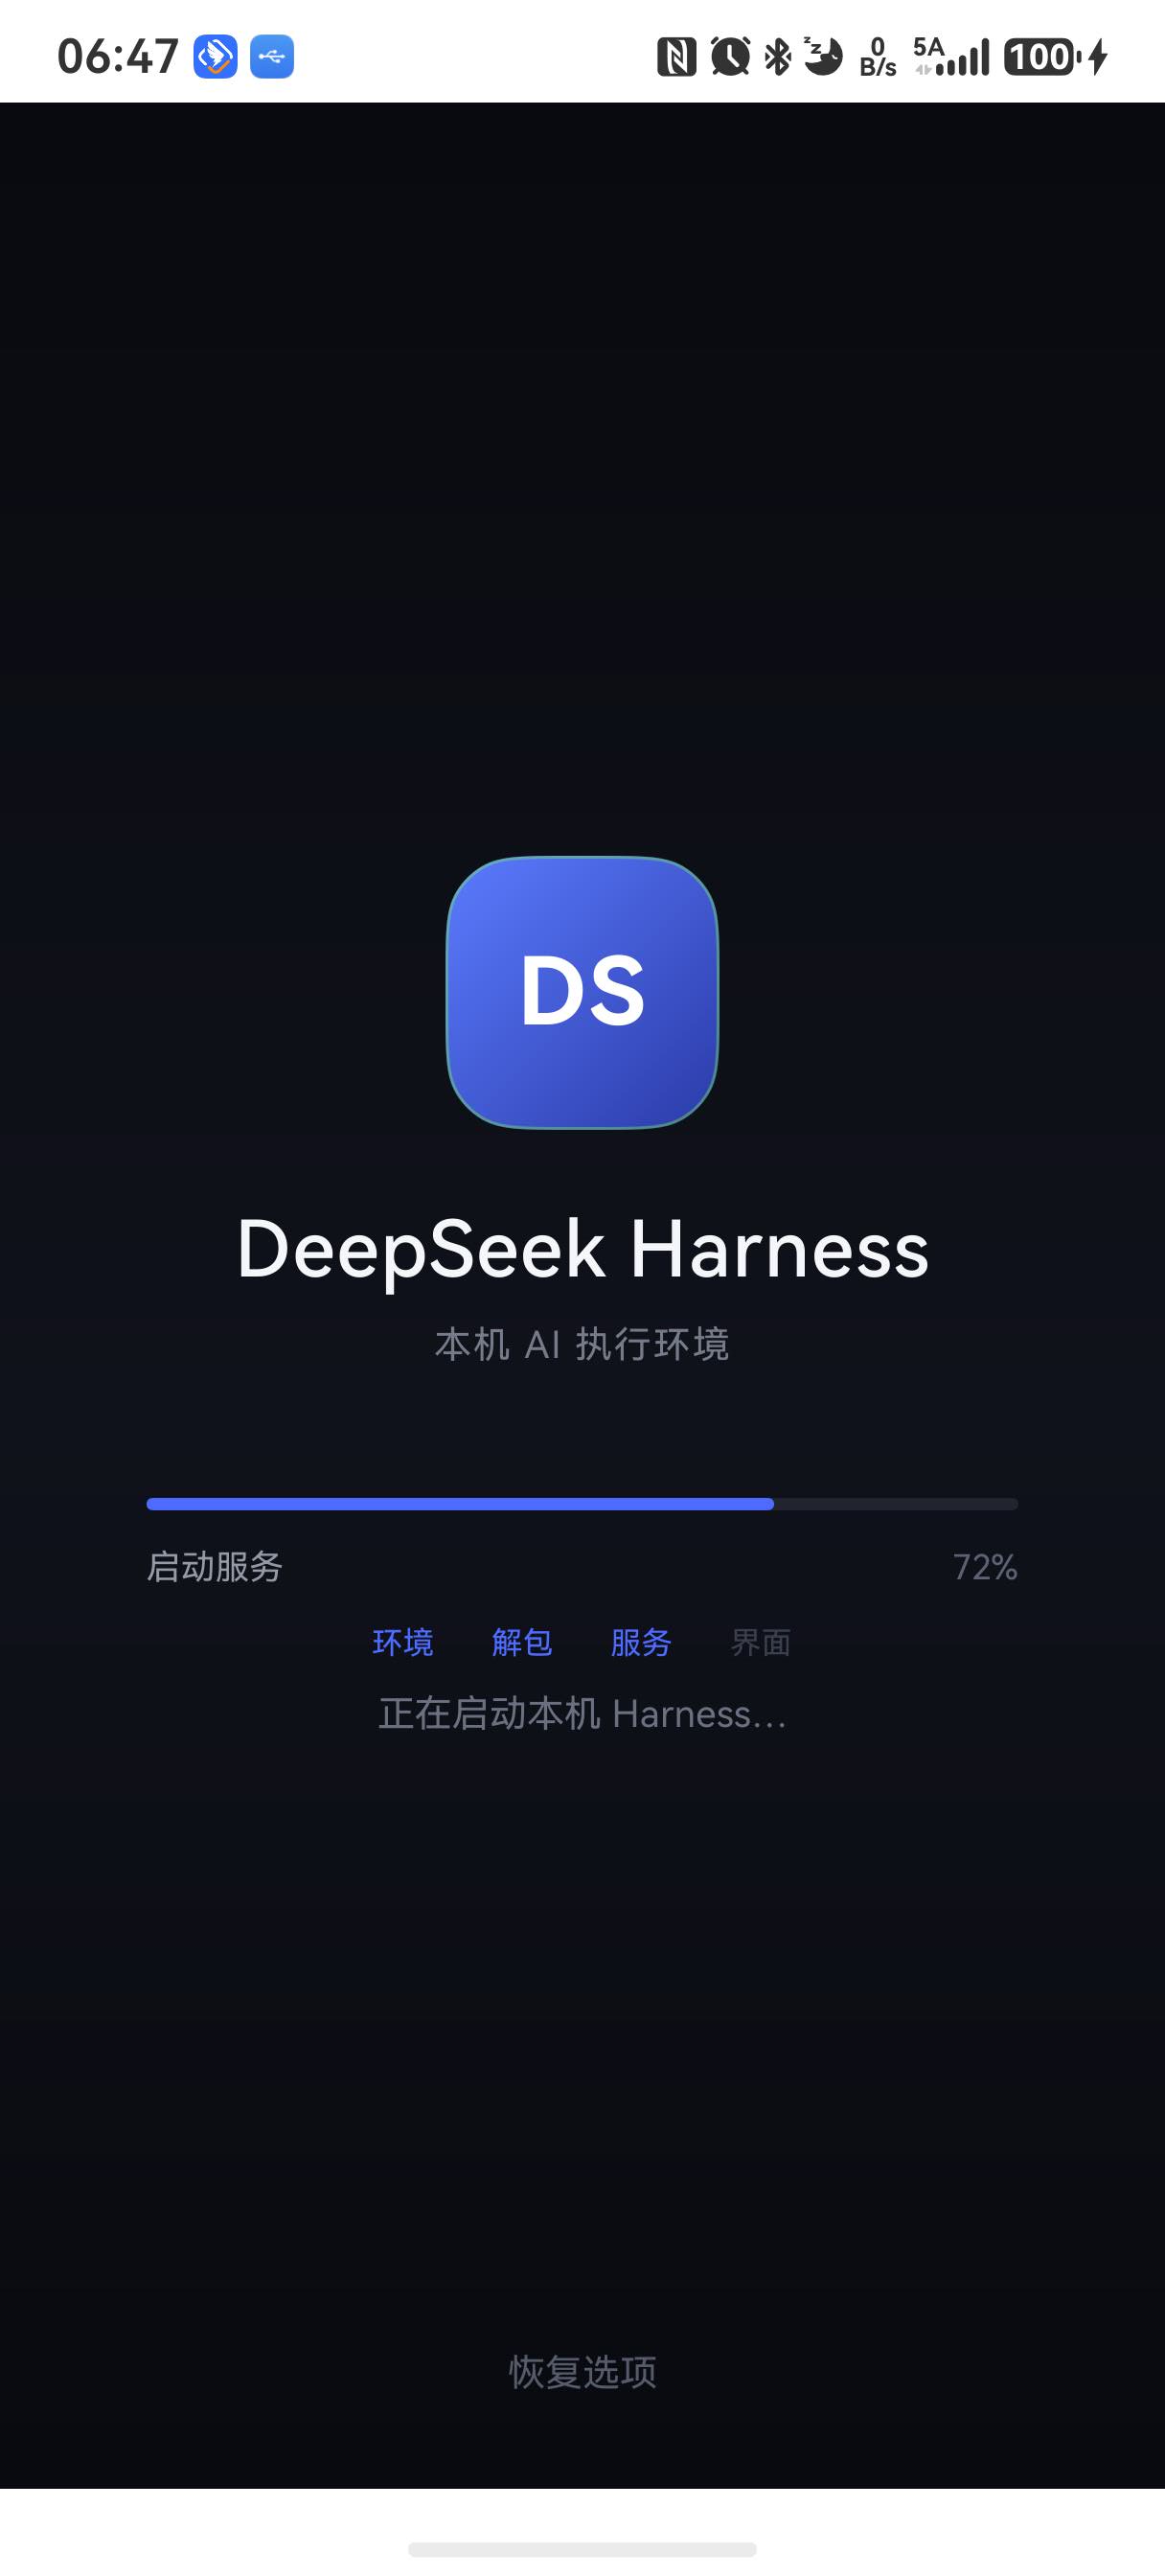 06:47 0 B/s 5A 100
DS
DeepSeek Harness
本机 AI 执行环境
启动服务 72%
环境 解包 服务 界面
正在启动本机 Harness...
恢复选项